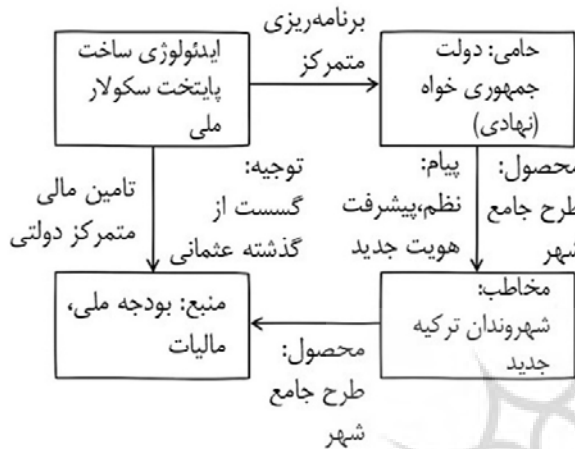 برنامه‌ریزی
متمرکز
ایدئولوژی ساخت
پایتخت سکولار
ملی
حامی: دولت
جمهوری خواه
(نهادی)
تامین مالی
متمرکز دولتی
توجیه:
گسست از
گذشته عثمانی
پیام:
نظم،پیشرفت
هویت جدید
محصول:
طرح جامع
شهر
منبع: بودجه ملی،
مالیات
مخاطب:
شهروندان ترکیه
جدید
محصول:
طرح جامع
شهر